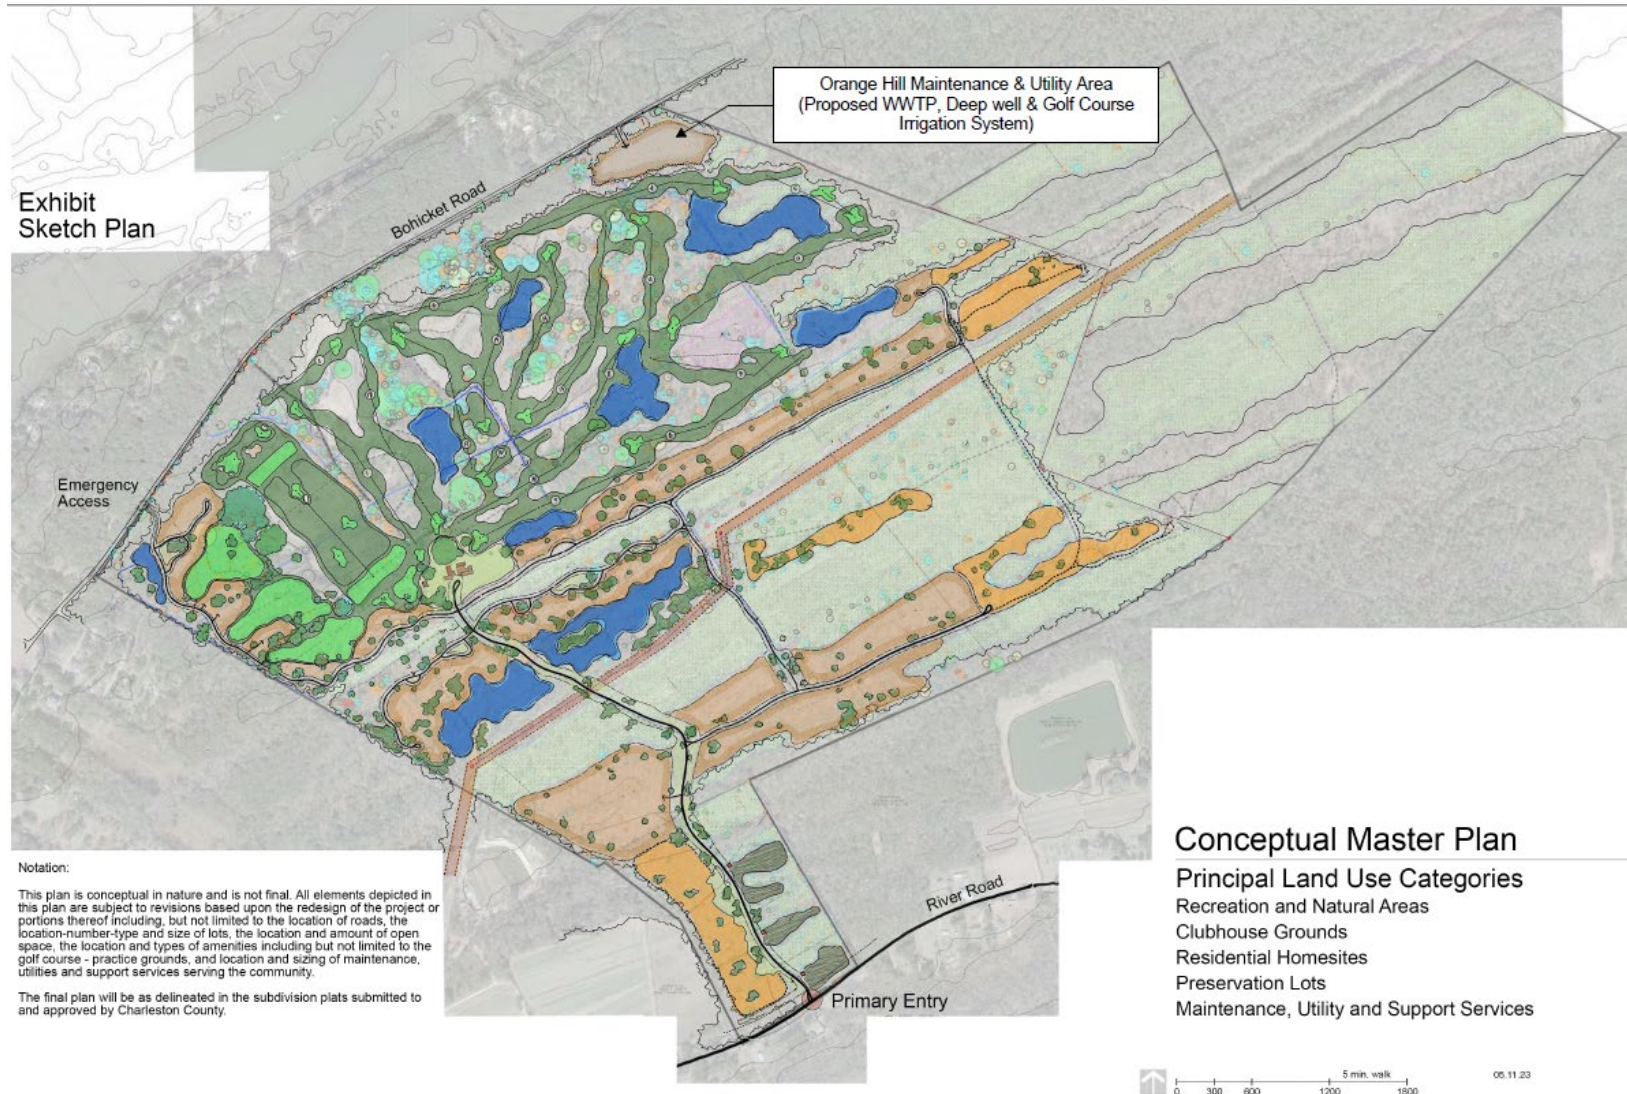 Orange Hill Maintenance & Utility Area
(Proposed WWTP, Deep well & Golf Course
Irrigation System)
Exhibit
Sketch Plan
Bohicket Road
Emergency
Access
Notation:
This plan is conceptual in nature and is not final. All elements depicted in
this plan are subject to revisions based upon the redesign of the project or
portions thereof including, but not limited to the location of roads, the
location-number-type and size of lots, the location and amount of open
space, the location and types of amenities including but not limited to the
golf course - practice grounds, and location and sizing of maintenance,
utilities and support services serving the community.
The final plan will be as delineated in the subdivision plats submitted to
and approved by Charleston County.
River Road
Primary Entry
Conceptual Master Plan
Principal Land Use Categories
Recreation and Natural Areas
Clubhouse Grounds
Residential Homesites
Preservation Lots
Maintenance, Utility and Support Services
5 min. walk
05.11.23
0 300 600 1200 1800